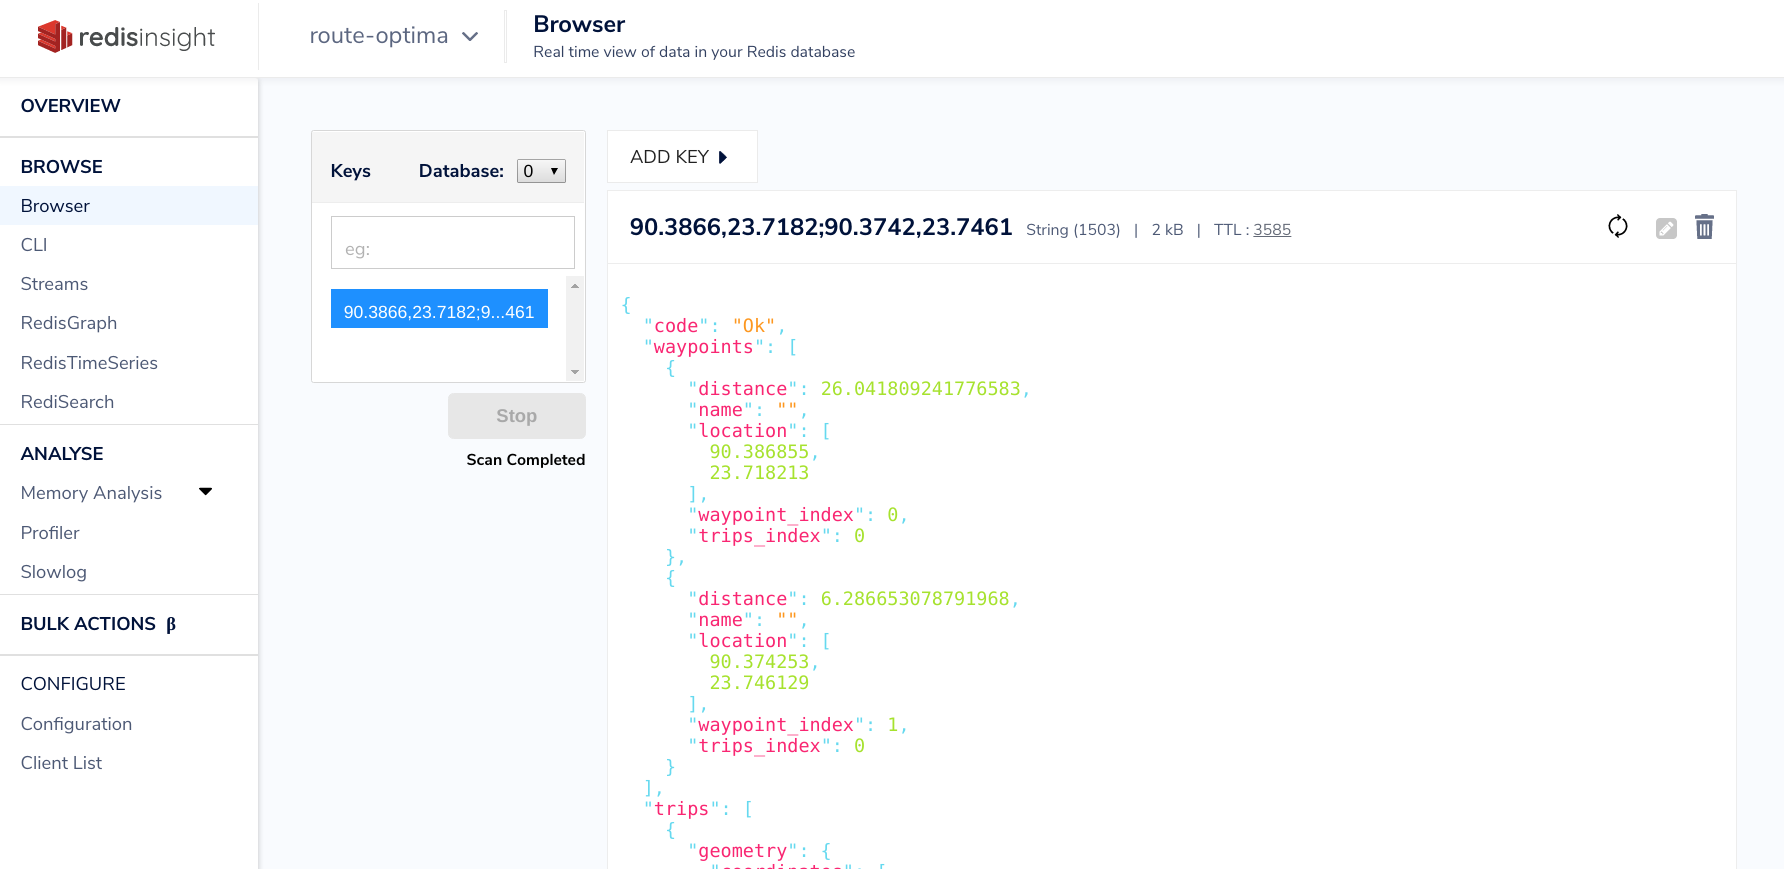 redisinsight
route-optima
Browser
Real time view of data in your Redis database
OVERVIEW
BROWSE
Browser
CLI
Streams
RedisGraph
RedisTimeSeries
RediSearch
ANALYSE
Memory Analysis
Profiler
Slowlog
BULK ACTIONS β
CONFIGURE
Configuration
Client List
Keys Database: 0
eg:
90.3866,23.7182;9...461
Stop
Scan Completed
ADD KEY
90.3866,23.7182;90.3742,23.7461 String (1503) | 2 kB | TTL : 3585
{
"code": "Ok",
"waypoints": [
{
"distance": 26.041809241776583,
"name": "",
"location": [
90.386855,
23.718213
],
"waypoint_index": 0,
"trips_index": 0
},
{
"distance": 6.286653078791968,
"name": "",
"location": [
90.374253,
23.746129
],
"waypoint_index": 1,
"trips_index": 0
}
],
"trips": [
{
"geometry": {
"coordinates": [